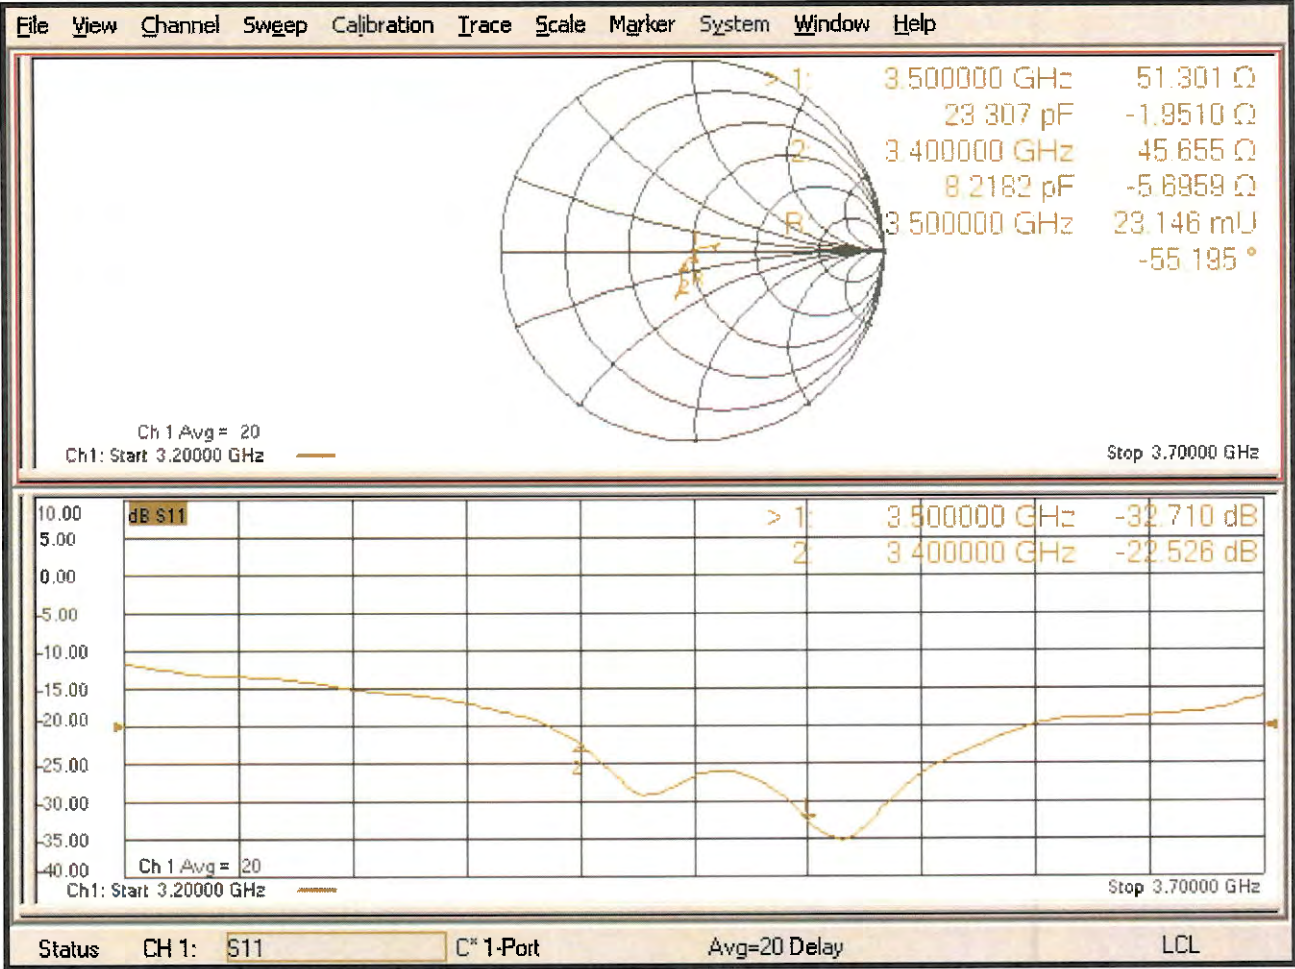 File View Channel Sweep Calibration Trace Scale Marker System Window Help
> 1: 3.500000 GHz 51.301 Ω
23.307 pF -1.9510 Ω
2: 3.400000 GHz 45.655 Ω
8.2182 pF -5.6959 Ω
R: 3.500000 GHz 23.146 mU
-55.195 °
1
2
R
Ch 1 Avg = 20
Ch1: Start 3.20000 GHz
Stop 3.70000 GHz
10.00 dB S11
> 1: 3.500000 GHz -32.710 dB
5.00
2: 3.400000 GHz -22.526 dB
0.00
-5.00
-10.00
-15.00
-20.00
-25.00
2
1
-30.00
-35.00
-40.00
Ch 1 Avg = 20
Ch1: Start 3.20000 GHz
Stop 3.70000 GHz
Status CH 1: S11 C* 1-Port Avg=20 Delay LCL